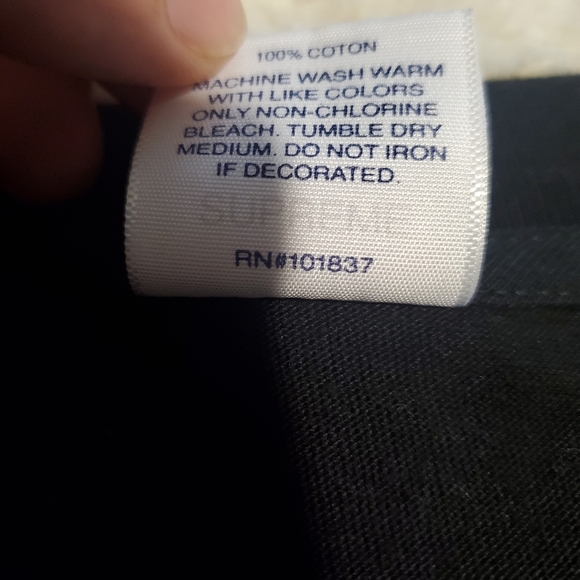 100% COTON
MACHINE WASH WARM
WITH LIKE COLORS
ONLY NON-CHLORINE
BLEACH. TUMBLE DRY
MEDIUM. DO NOT IRON
IF DECORATED.
SUPREME
RN#101837